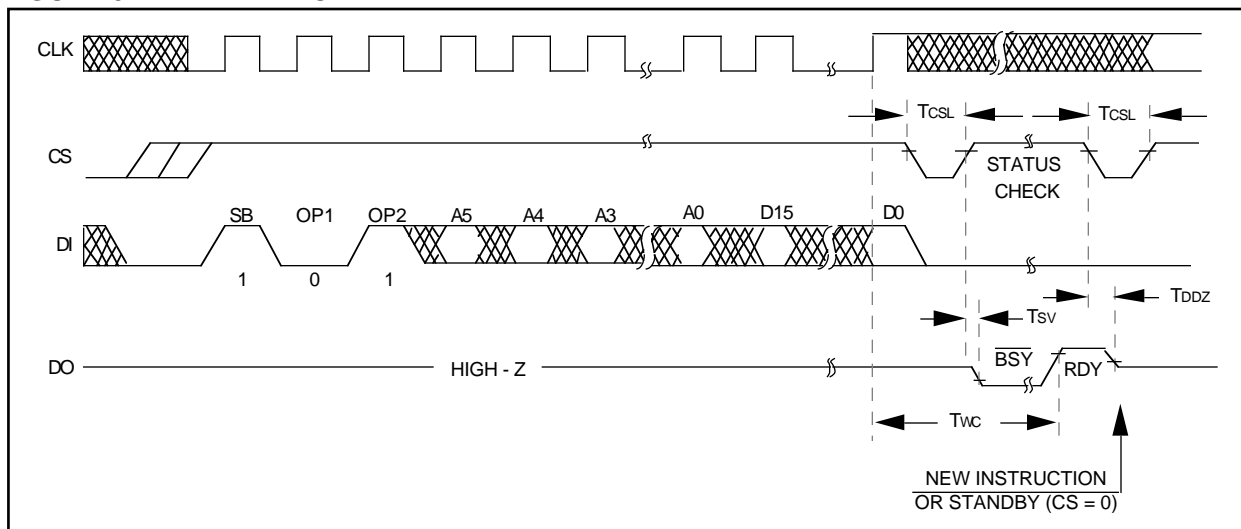 CLK
TCSL TCSL
CS
STATUS
CHECK
SB OP1 OP2 A5 A4 A3 A0 D15 D0
DI
1 0 1
TDDZ
TSV
BSY
DO HIGH - Z RDY
TWC
NEW INSTRUCTION
OR STANDBY (CS = 0)